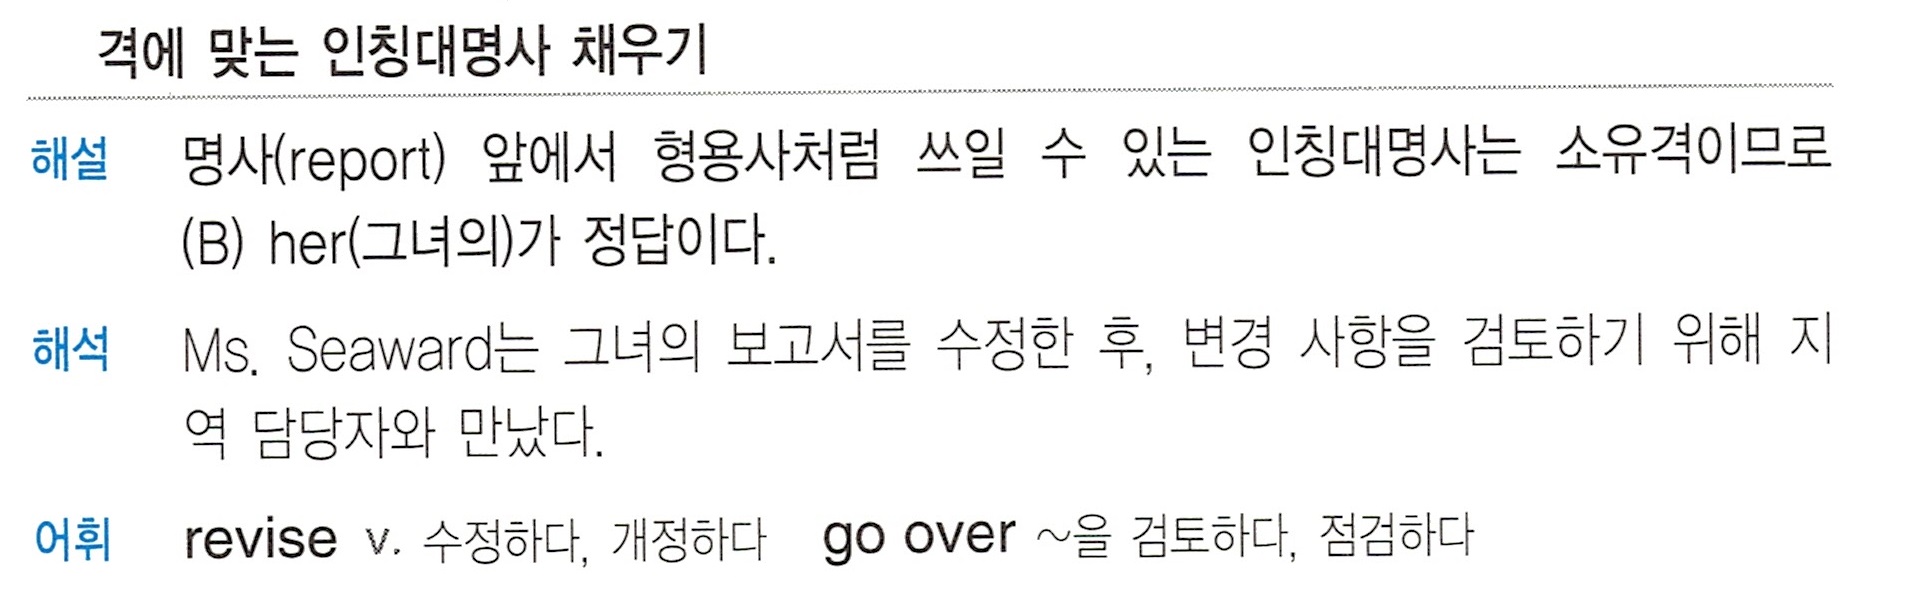 격에 맞는 인칭대명사 채우기
해설 명사(report) 앞에서 형용사처럼 쓰일 수 있는 인칭대명사는 소유격이므로
(B) her(그녀의)가 정답이다.
해석 Ms. Seaward는 그녀의 보고서를 수정한 후, 변경 사항을 검토하기 위해 지
역 담당자와 만났다.
어휘 revise v. 수정하다, 개정하다 go over ~을 검토하다, 점검하다